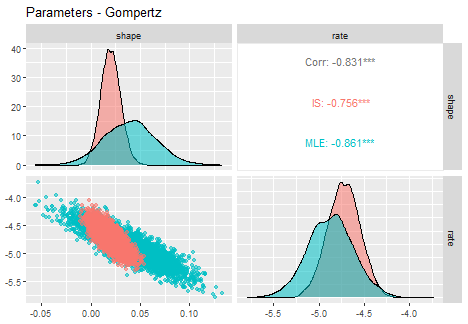 Parameters - Gompertz
shape
rate
40
30
20
10
0
Corr: -0.831***
IS: -0.756***
MLE: -0.861***
shape
-4.0
-4.5
-5.0
-5.5
rate
-0.05
0.00
0.05
0.10
-5.5
-5.0
-4.5
-4.0